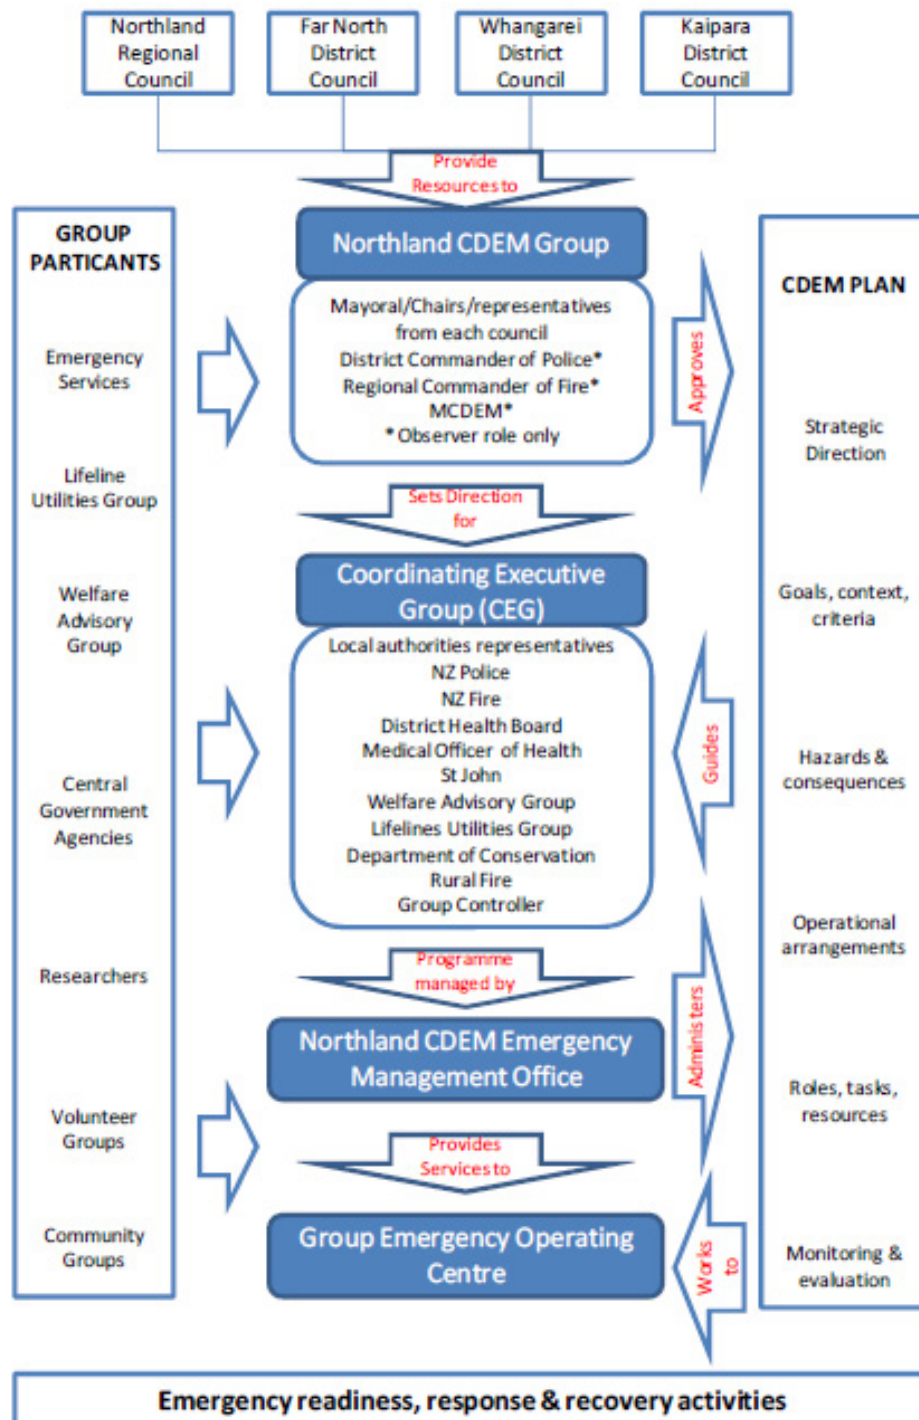 Northland
Regional
Council
Far North
District
Council
Whangarei
District
Council
Kaipara
District
Council
Provide
Resources to
GROUP
PARTICANTS
Emergency
Services
Lifeline
Utilities Group
Welfare
Advisory
Group
Central
Government
Agencies
Researchers
Volunteer
Groups
Community
Groups
Northland CDEM Group
Mayoral/Chairs/representatives
from each council
District Commander of Police*
Regional Commander of Fire*
MCDEM*
*Observer role only
Sets Direction
for
Coordinating Executive
Group (CEG)
Local authorities representatives
NZ Police
NZ Fire
District Health Board
Medical Officer of Health
St John
Welfare Advisory Group
Lifelines Utilities Group
Department of Conservation
Rural Fire
Group Controller
Programme
managed by
Northland CDEM Emergency
Management Office
Provides
Services to
Group Emergency Operating
Centre
Approves
Guides
Administers
Works
to
CDEM PLAN
Strategic
Direction
Goals, context,
criteria
Hazards &
consequences
Operational
arrangements
Roles, tasks,
resources
Monitoring &
evaluation
Emergency readiness, response & recovery activities